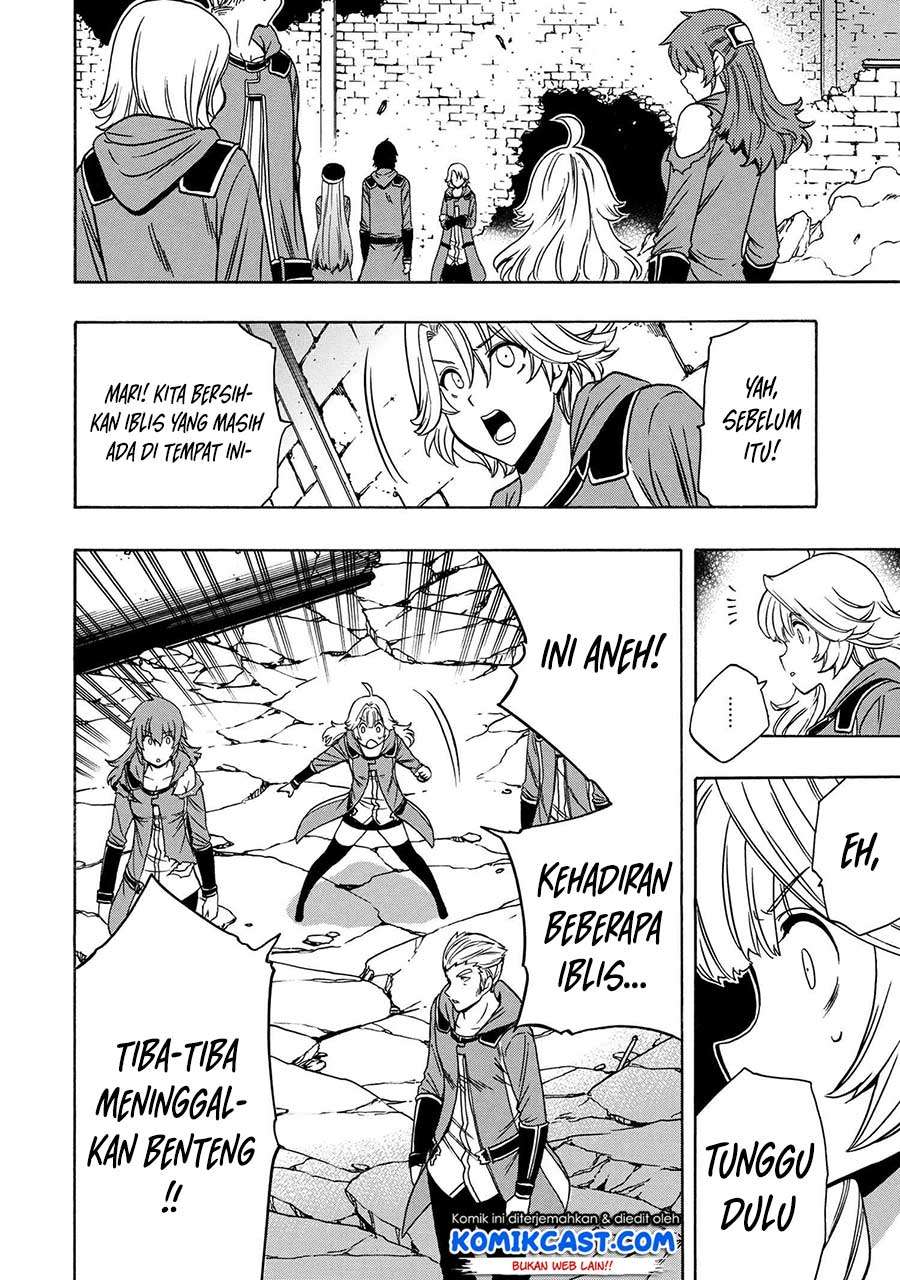 YAH,
SEBELUM
ITU!
MARI! KITA BERSIH-
KAN IBLIS YANG MASIH
ADA DI TEMPAT INI-
........
EH,
TUNGGU
DULU
INI ANEH!
KEHADIRAN
BEBERAPA
IBLIS...
TIBA-TIBA
MENINGGAL-
KAN BENTENG
!!
Komik ini diterjemahkan & diedit oleh
KOMIKCAST.COM
BUKAN WEB LAIN!!